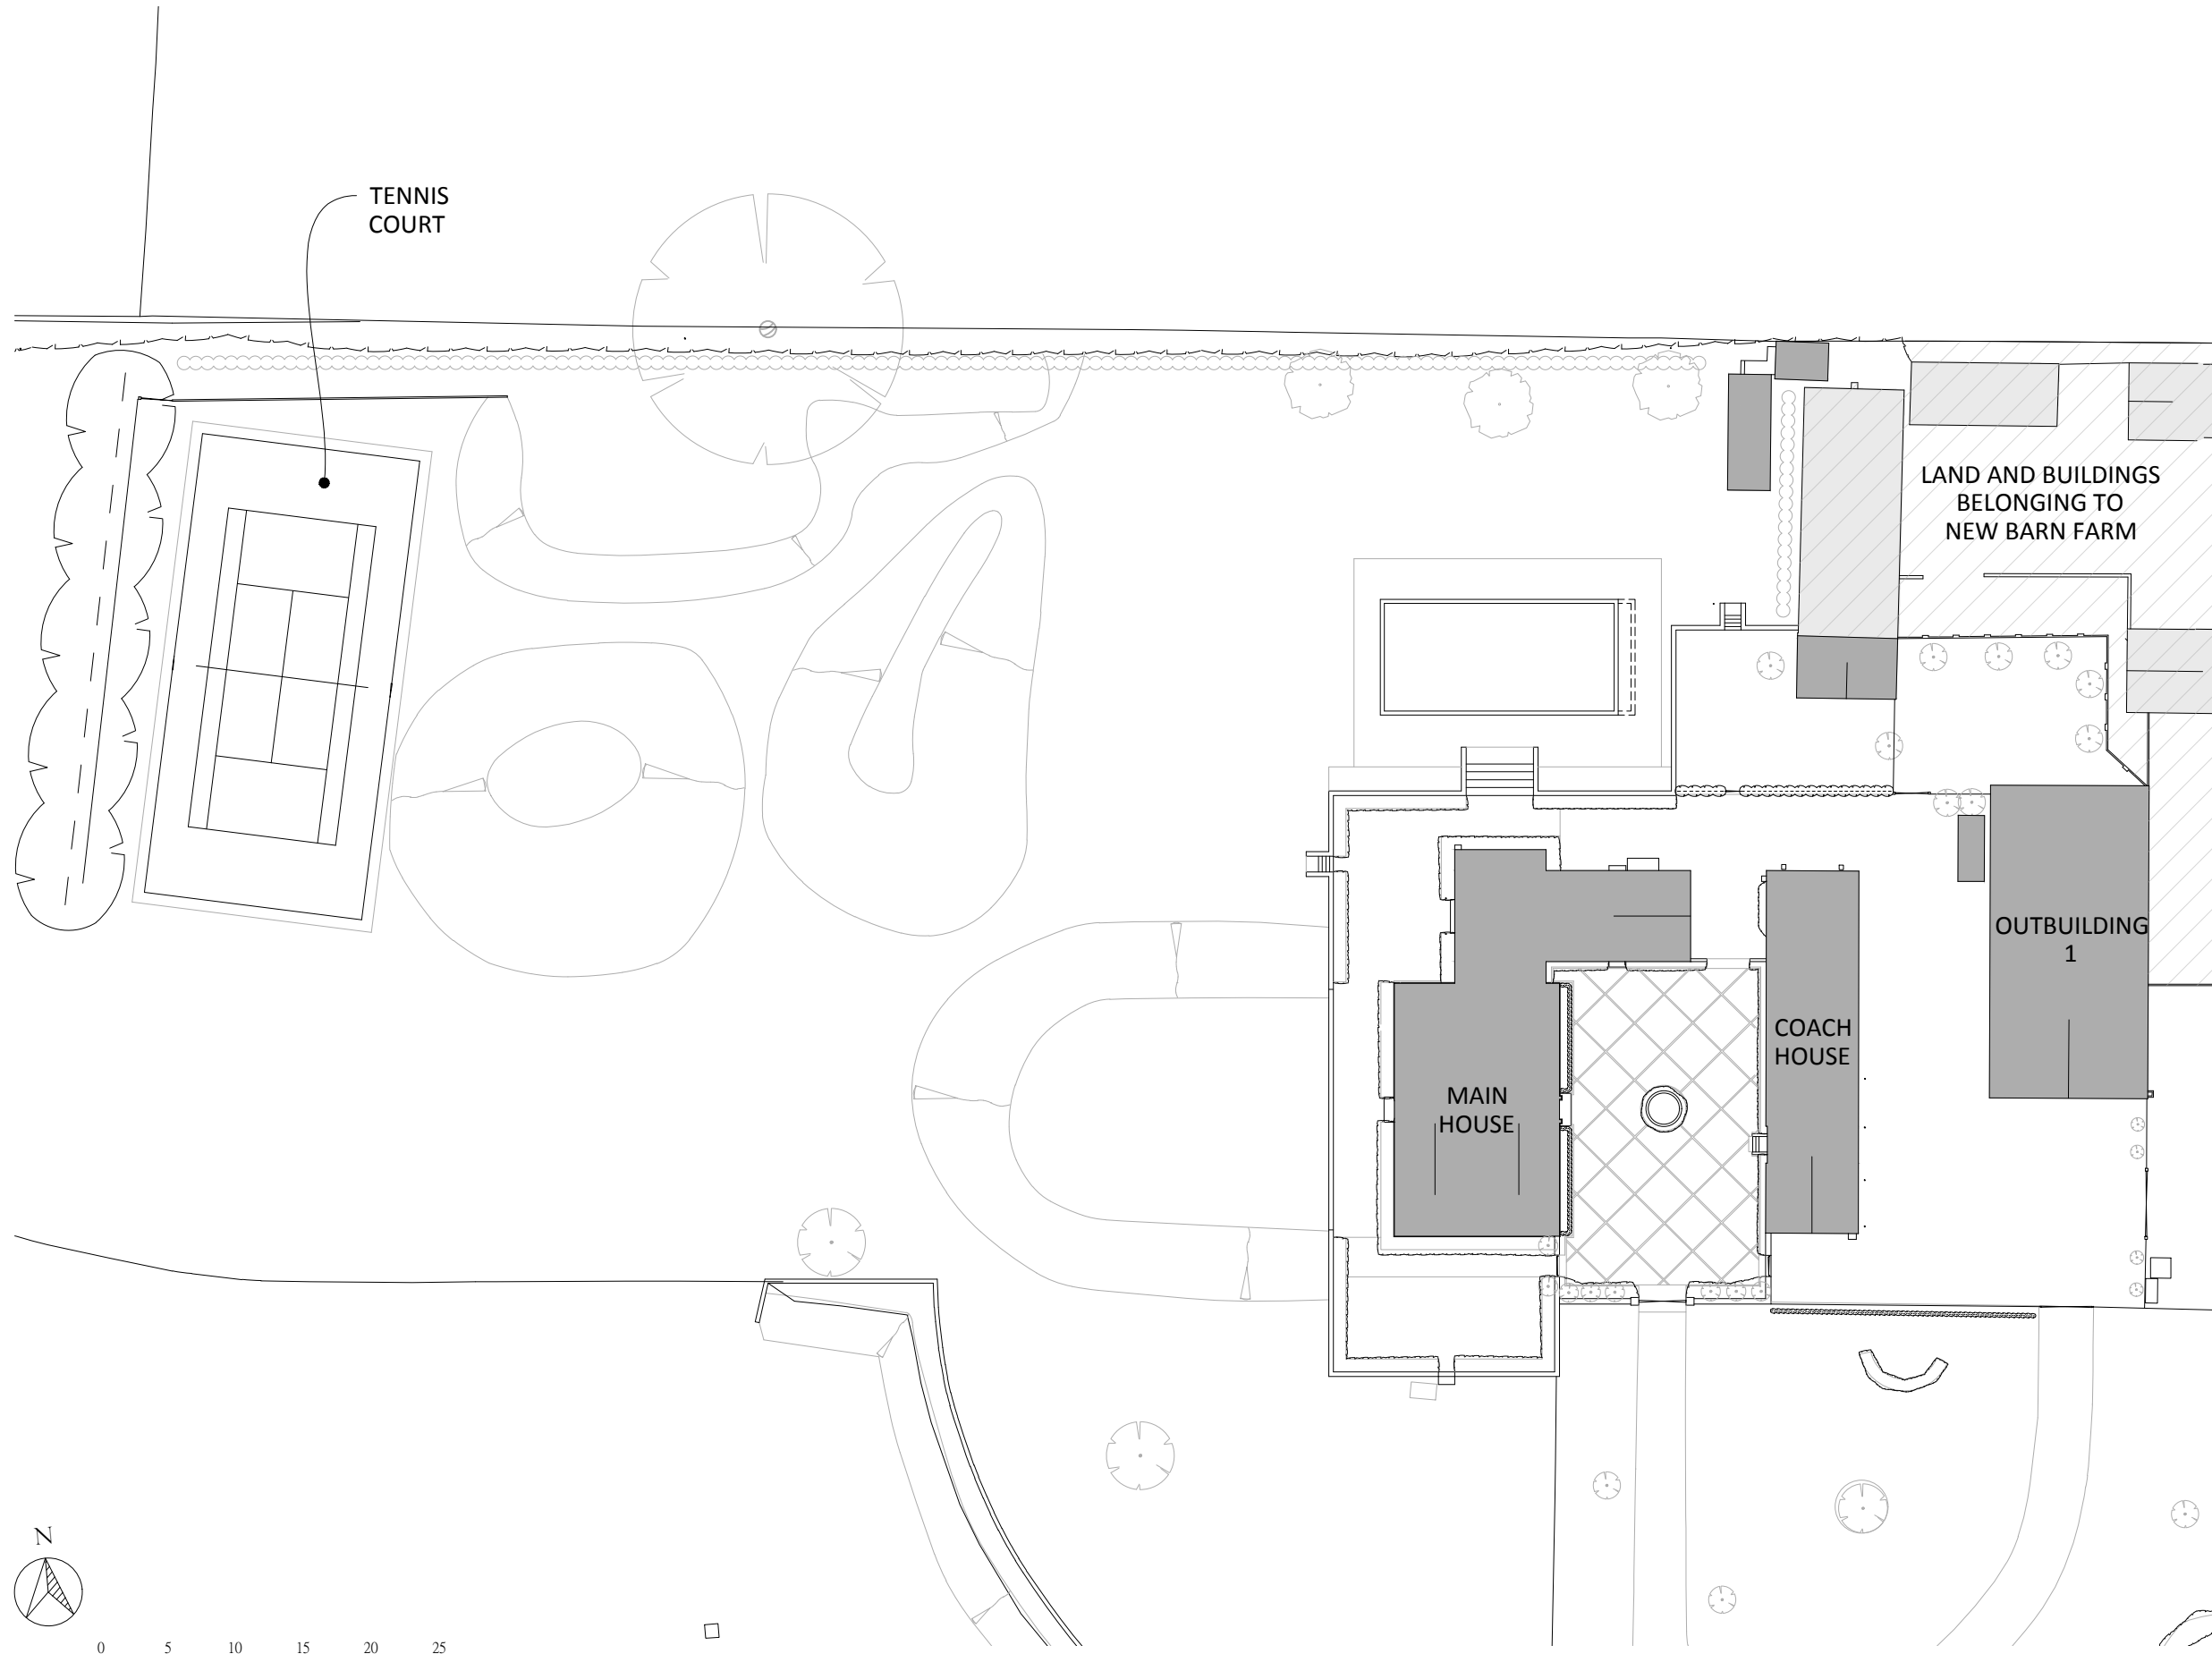 TENNIS
COURT
LAND AND BUILDINGS
BELONGING TO
NEW BARN FARM
OUTBUILDING
1
COACH
HOUSE
MAIN
HOUSE
N
0 5 10 15 20 25